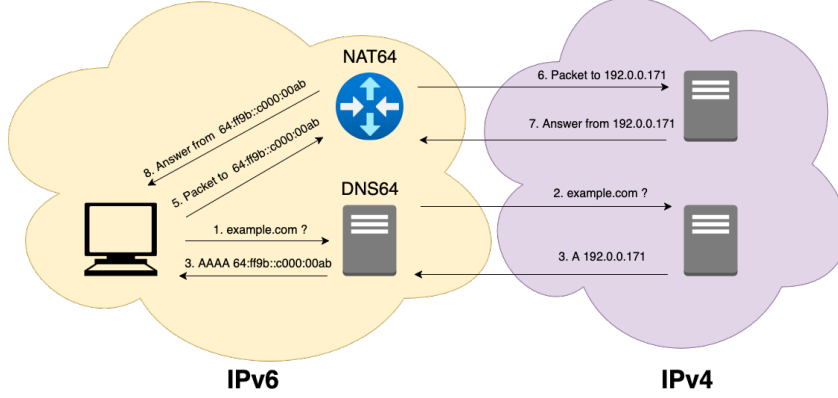 NAT64
6. Packet to 192.0.0.171
8. Answer from 64:ff9b::c000:00ab
7. Answer from 192.0.0.171
5. Packet to 64:ff9b::c000:00ab
DNS64
2. example.com ?
1. example.com ?
3. AAAA 64:ff9b::c000:00ab
3. A 192.0.0.171
IPv6
IPv4